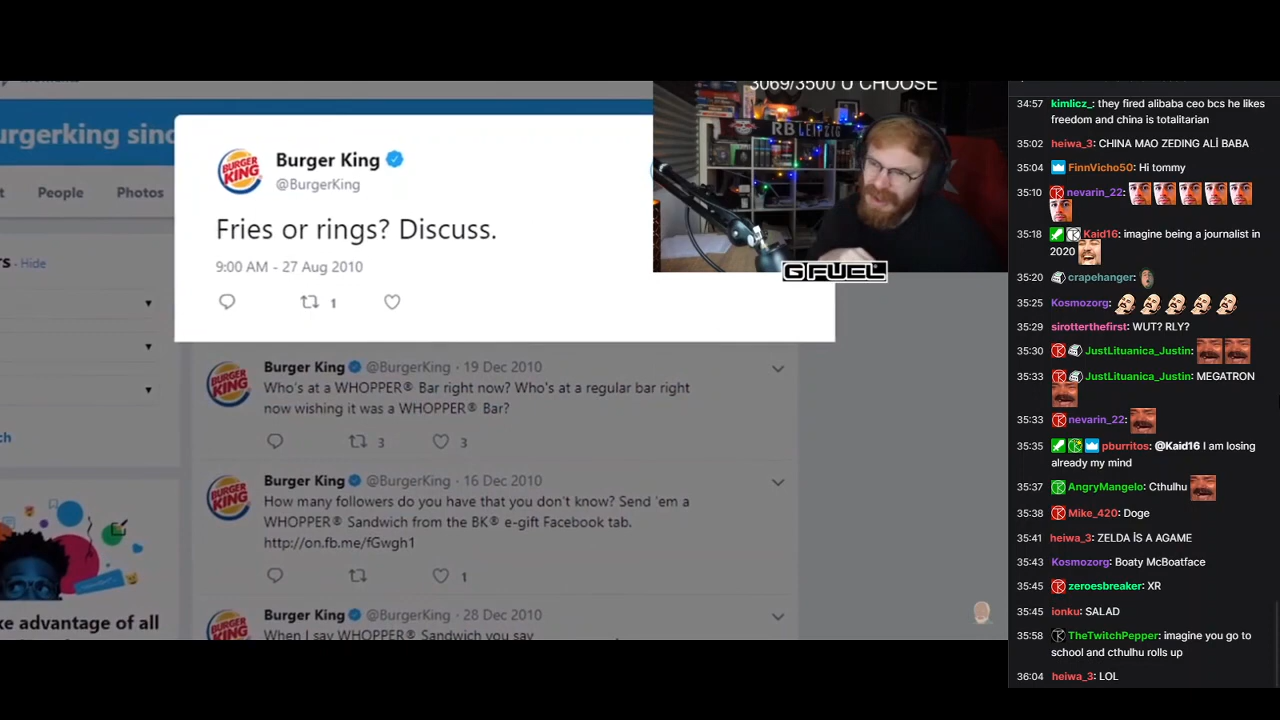 urgerking sinc
t People Photos
rs - Hide
ch
ke advantage of all
BURGER KING
Burger King
@BurgerKing
Fries or rings? Discuss.
9:00 AM - 27 Aug 2010
1
BURGER KING
Burger King @BurgerKing · 19 Dec 2010
Who's at a WHOPPER® Bar right now? Who's at a regular bar right
now wishing it was a WHOPPER® Bar?
3 3
BURGER KING
Burger King @BurgerKing · 16 Dec 2010
How many followers do you have that you don't know? Send 'em a
WHOPPER® Sandwich from the BK® e-gift Facebook tab.
http://on.fb.me/fGwgh1
1
BURGER KING
Burger King @BurgerKing · 28 Dec 2010
When I say WHOPPER® Sandwich you say
3069/3500 U CHOOSE
RB LEIPZIG
G FUEL
34:57 kimlicz_: they fired alibaba ceo bcs he likes
freedom and china is totalitarian
35:02 heiwa_3: CHINA MAO ZEDING ALİ BABA
35:04 FinnVicho50: Hi tommy
35:10 nevarin_22:
35:18 Kaid16: imagine being a journalist in
2020
35:20 crapehanger:
35:25 Kosmozorg:
35:29 sirotterthefirst: WUT? RLY?
35:30 JustLituanica_Justin:
35:33 JustLituanica_Justin: MEGATRON
35:33 nevarin_22:
35:35 pburritos: @Kaid16 I am losing
already my mind
35:37 AngryMangelo: Cthulhu
35:38 Mike_420: Doge
35:41 heiwa_3: ZELDA İS A AGAME
35:43 Kosmozorg: Boaty McBoatface
35:45 zeroesbreaker: XR
35:45 ionku: SALAD
35:58 TheTwitchPepper: imagine you go to
school and cthulhu rolls up
36:04 heiwa_3: LOL